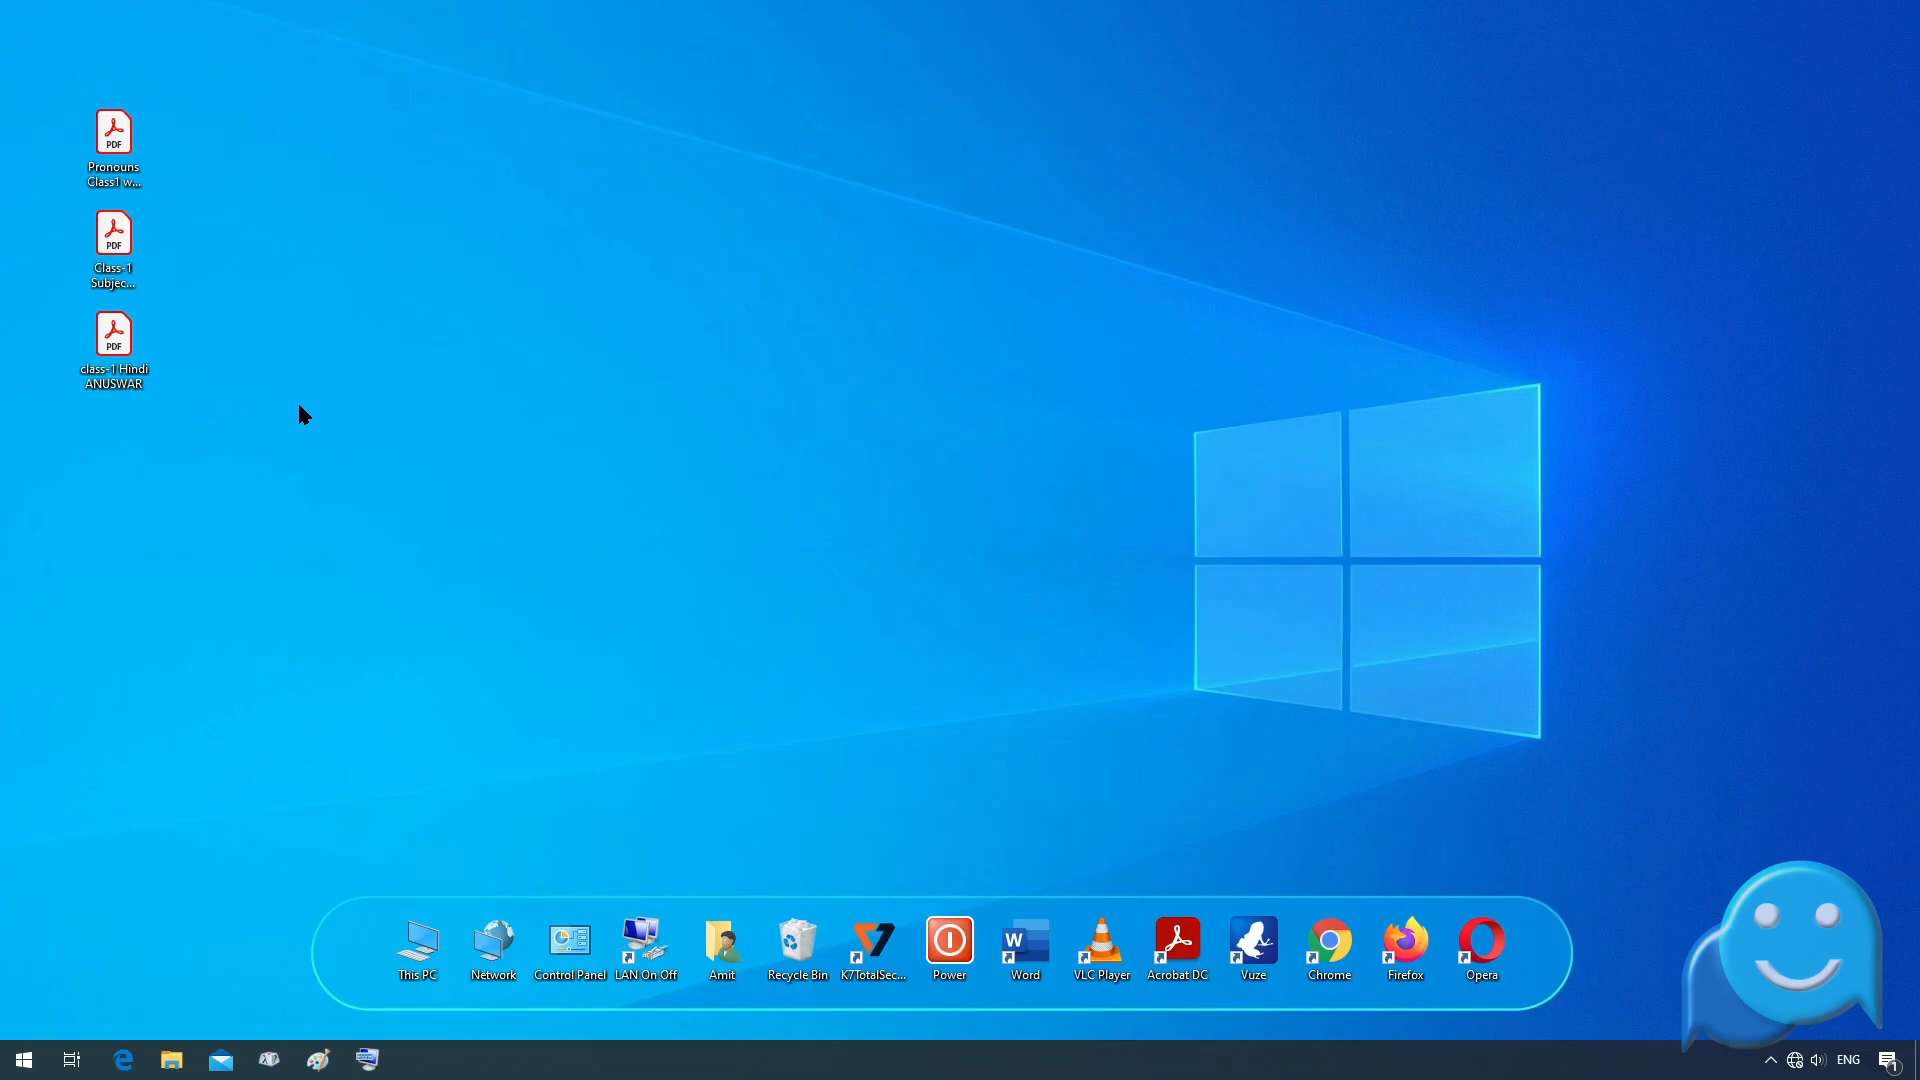 PDF
Pronouns
Class1 w...
PDF
Class-1
Subjec...
PDF
class-1 Hindi
ANUSWAR
This PC
Network
Control Panel
LAN On Off
Amit
Recycle Bin
K7TotalSec...
Power
W
Word
VLC Player
Acrobat DC
Vuze
Chrome
Firefox
Opera
ENG
1